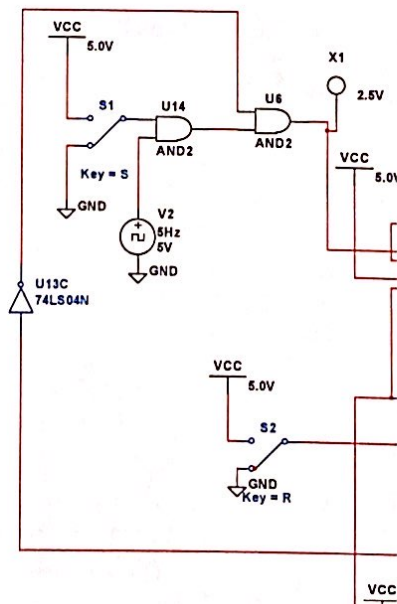 VCC
5.0V
X1
S1
U14
U6
2.5V
AND2
AND2
VCC
5.0V
Key = S
GND
V2
5Hz
5V
GND
U13C
74LS04N
VCC
5.0V
S2
GND
Key = R
VCC